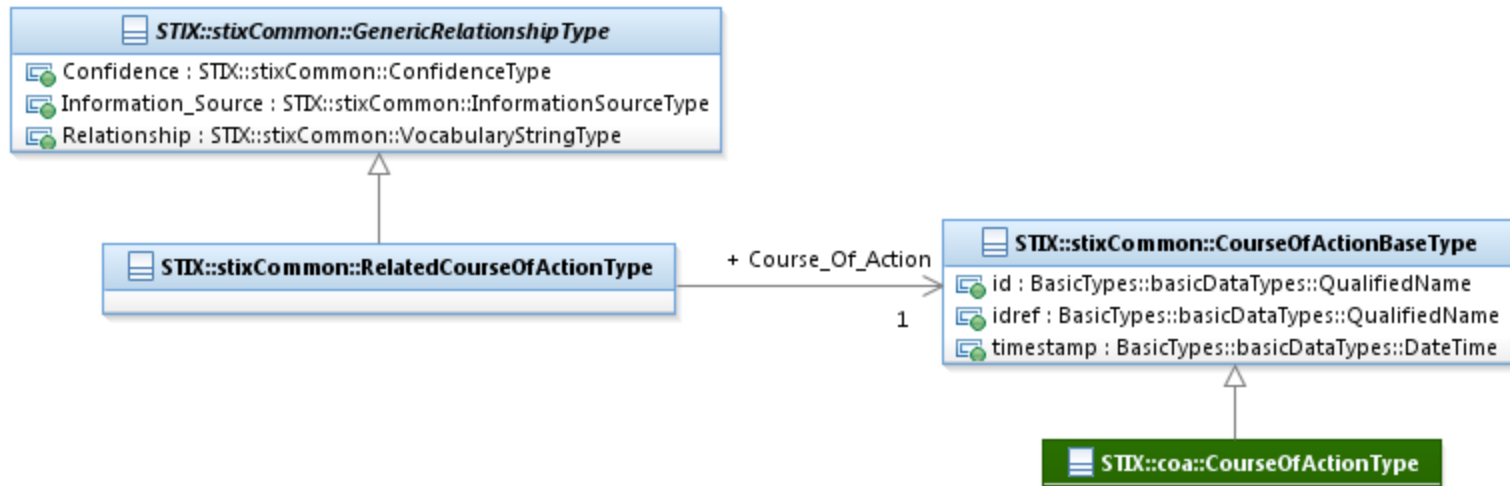 STIX::stixCommon::GenericRelationshipType
Confidence : STIX::stixCommon::ConfidenceType
Information_Source : STIX::stixCommon::InformationSourceType
Relationship : STIX::stixCommon::VocabularyStringType
STIX::stixCommon::RelatedCourseOfActionType
+ Course_Of_Action
1
STIX::stixCommon::CourseOfActionBaseType
id : BasicTypes::basicDataTypes::QualifiedName
idref : BasicTypes::basicDataTypes::QualifiedName
timestamp : BasicTypes::basicDataTypes::DateTime
STIX::coa::CourseOfActionType